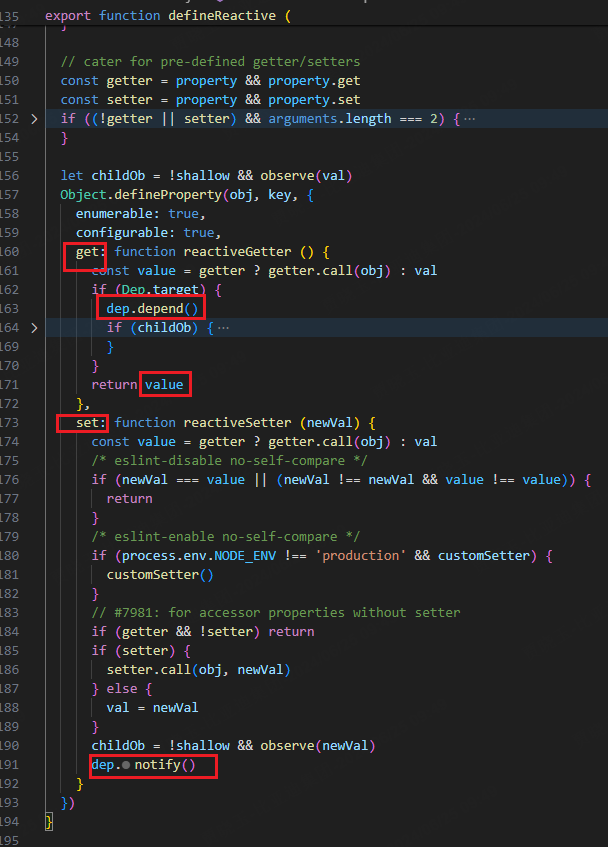 135 export function defineReactive (
148
149 // cater for pre-defined getter/setters
150 const getter = property && property.get
151 const setter = property && property.set
152 if ((!getter || setter) && arguments.length === 2) {⋯
154 }
155
156 let childOb = !shallow && observe(val)
157 Object.defineProperty(obj, key, {
158 enumerable: true,
159 configurable: true,
160 get: function reactiveGetter () {
161 const value = getter ? getter.call(obj) : val
162 if (Dep.target) {
163 dep.depend()
164 if (childOb) {⋯
169 }
170 }
171 return value
172 },
173 set: function reactiveSetter (newVal) {
174 const value = getter ? getter.call(obj) : val
175 /* eslint-disable no-self-compare */
176 if (newVal === value || (newVal !== newVal && value !== value)) {
177 return
178 }
179 /* eslint-enable no-self-compare */
180 if (process.env.NODE_ENV !== 'production' && customSetter) {
181 customSetter()
182 }
183 // #7981: for accessor properties without setter
184 if (getter && !setter) return
185 if (setter) {
186 setter.call(obj, newVal)
187 } else {
188 val = newVal
189 }
190 childOb = !shallow && observe(newVal)
191 dep.notify()
192 }
193 })
194 }
195